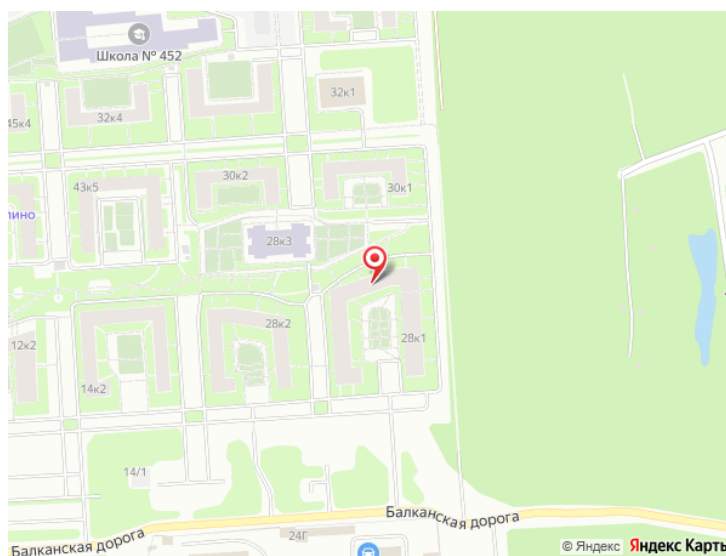 Школа № 452
32к1
32к4
45к4
43к5
30к2
30к1
лино
28к3
28к2
28к1
12к2
14к2
14/1
Балканская дорога
24Г
Балканская дорога
© Яндекс Яндекс Карты